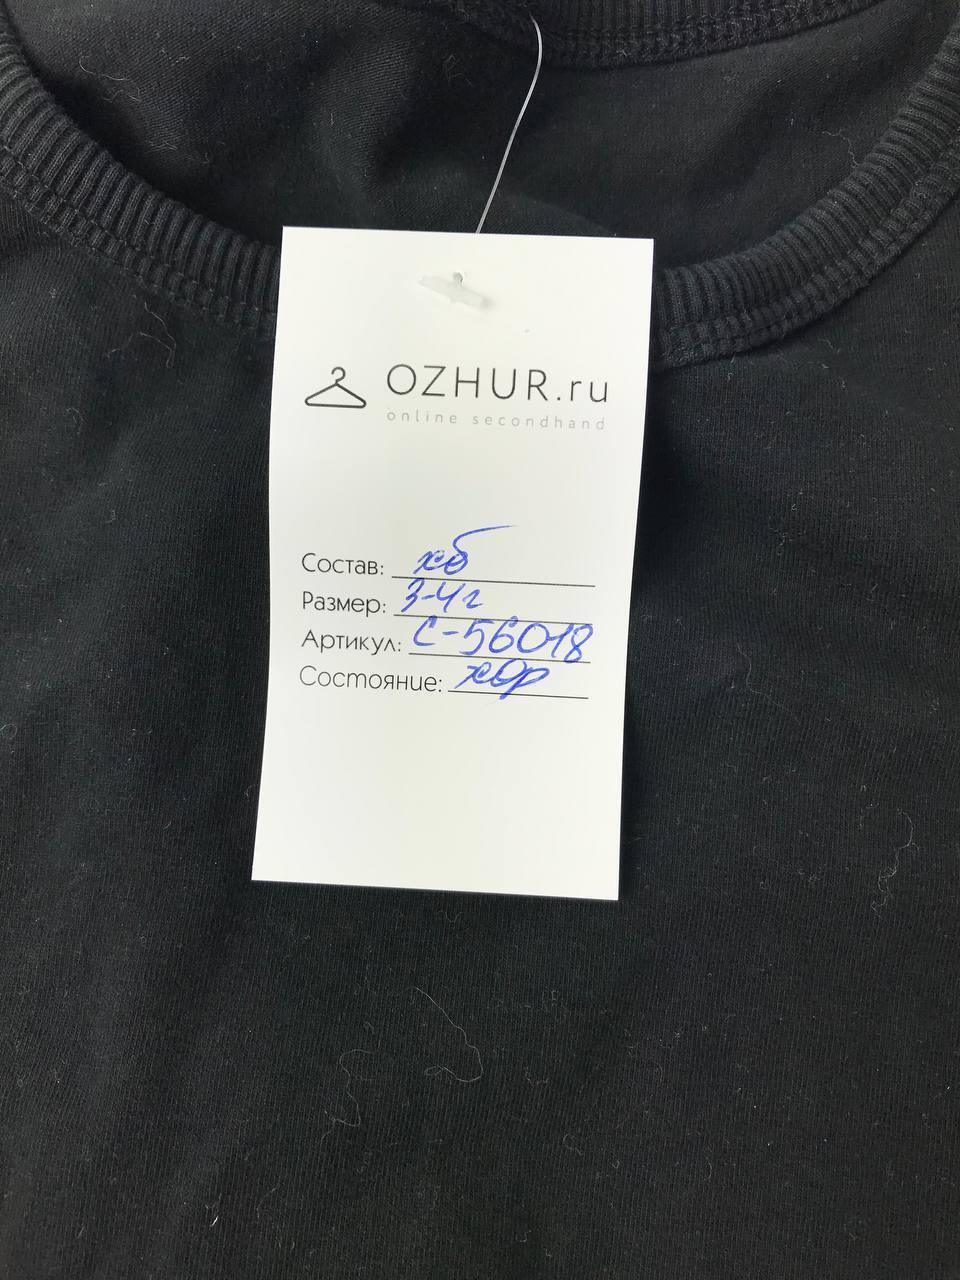 OZHUR.ru
online secondhand
Состав: хб
Размер: 3-4г
Артикул: С-56018
Состояние: хор